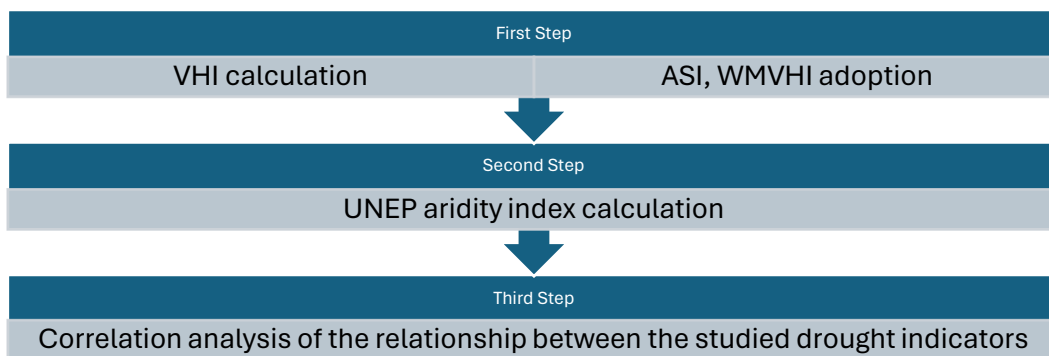 First Step
VHI calculation
ASI, WMVHI adoption
Second Step
UNEP aridity index calculation
Third Step
Correlation analysis of the relationship between the studied drought indicators